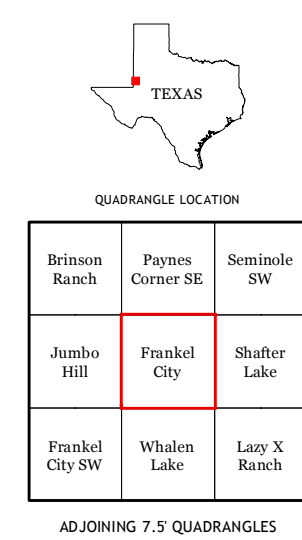 TEXAS
QUADRANGLE LOCATION
Brinson
Ranch
Paynes
Corner SE
Seminole
SW
Jumbo
Hill
Frankel
City
Shafter
Lake
Frankel
City SW
Whalen
Lake
Lazy X
Ranch
ADJOINING 7.5' QUADRANGLES